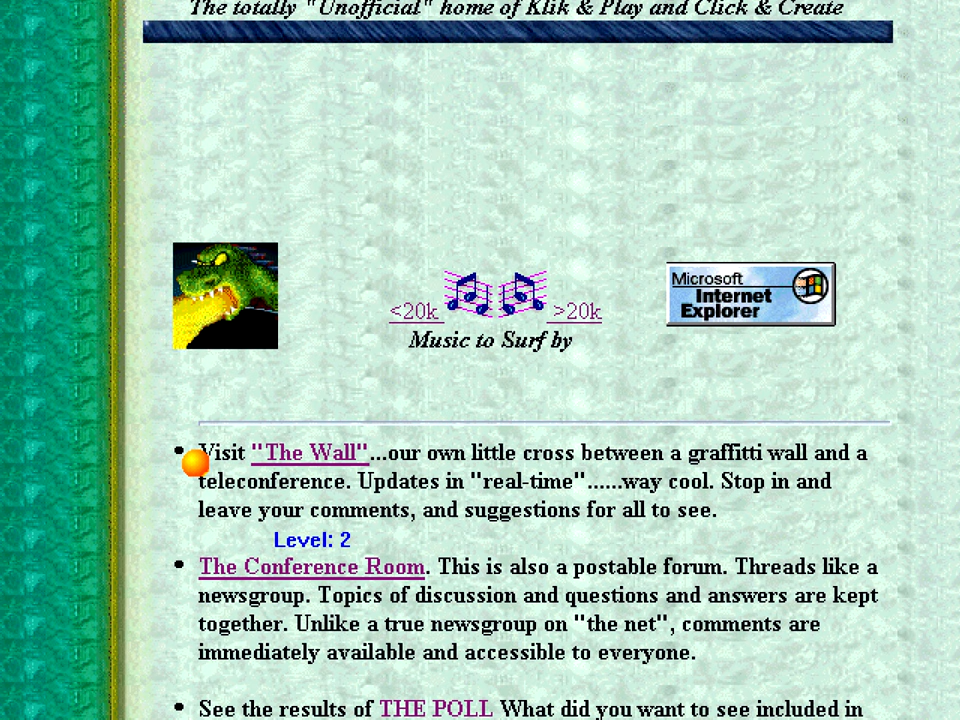 The totally "Unofficial" home of Klik & Play and Click & Create
Microsoft
Internet
Explorer
<20k >20k
Music to Surf by
Visit "The Wall"...our own little cross between a graffitti wall and a
teleconference. Updates in "real-time"......way cool. Stop in and
leave your comments, and suggestions for all to see.
Level: 2
The Conference Room. This is also a postable forum. Threads like a
newsgroup. Topics of discussion and questions and answers are kept
together. Unlike a true newsgroup on "the net", comments are
immediately available and accessible to everyone.
See the results of THE POLL What did you want to see included in